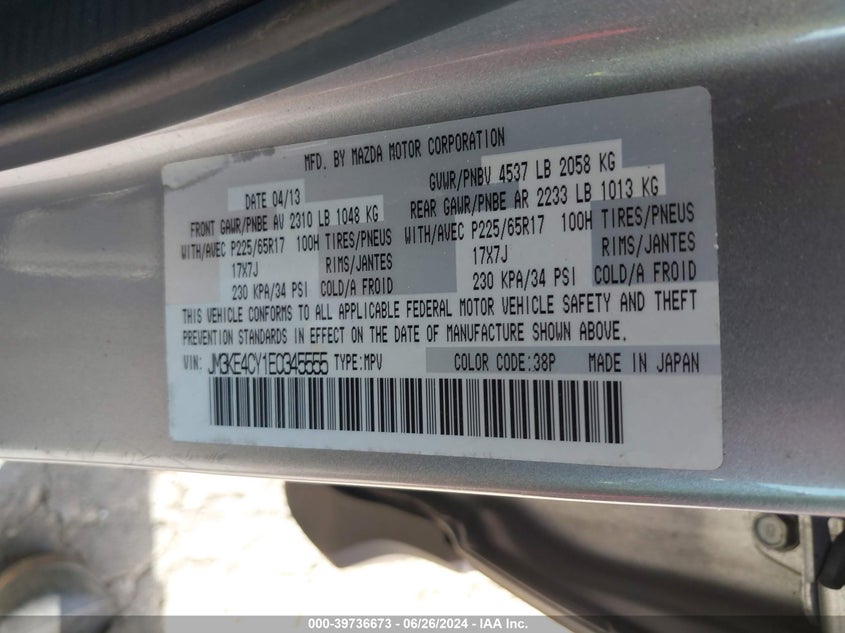 MFD. BY MAZDA MOTOR CORPORATION
DATE 04/13 GVWR/PNBV 4537 LB 2058 KG
FRONT GAWR/PNBE AV 2310 LB 1048 KG REAR GAWR/PNBE AR 2233 LB 1013 KG
WITH/AVEC P225/65R17 100H TIRES/PNEUS WITH/AVEC P225/65R17 100H TIRES/PNEUS
17X7J RIMS/JANTES 17X7J RIMS/JANTES
230 KPA/34 PSI COLD/A FROID 230 KPA/34 PSI COLD/A FROID
THIS VEHICLE CONFORMS TO ALL APPLICABLE FEDERAL MOTOR VEHICLE SAFETY AND THEFT
PREVENTION STANDARDS IN EFFECT ON THE DATE OF MANUFACTURE SHOWN ABOVE.
VIN: JM3KE4CY1E0345555 TYPE:MPV COLOR CODE:38P MADE IN JAPAN
000-39736673 - 06/26/2024 - IAA Inc.